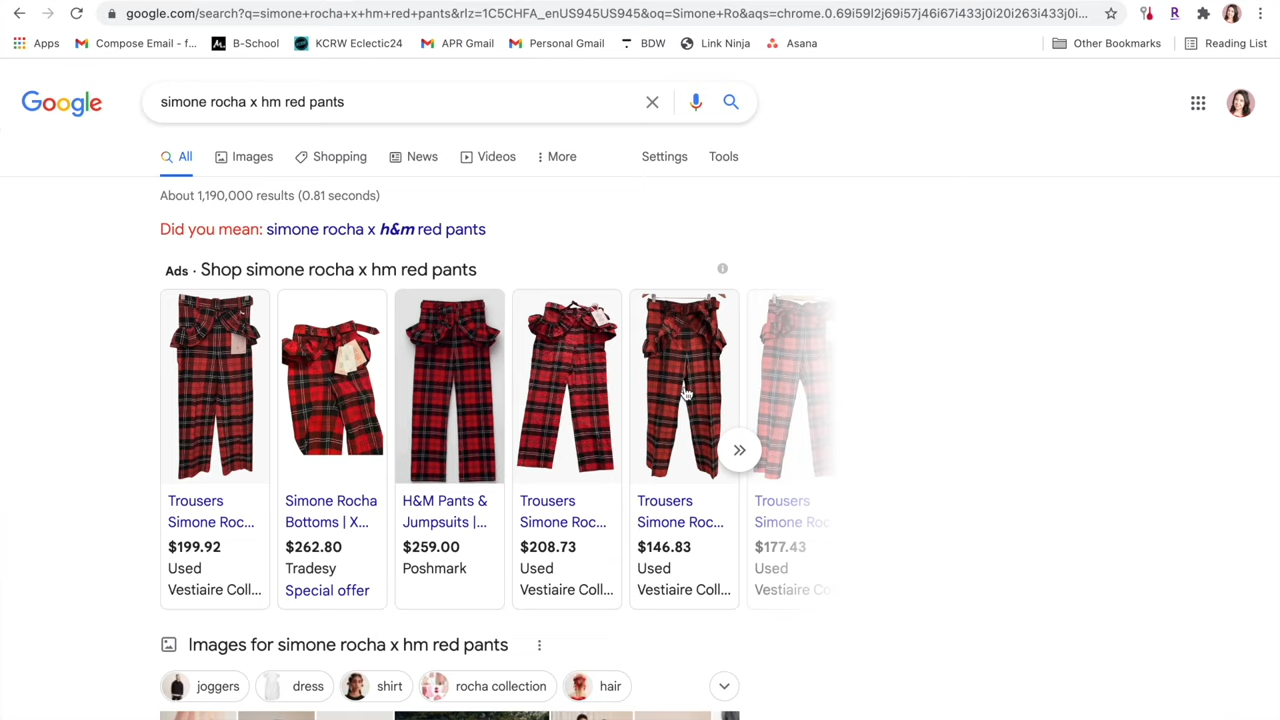 google.com/search?q=simone+rocha+x+hm+red+pants&rlz=1C5CHFA_enUS945US945&oq=Simone+Ro&aqs=chrome.0.69i59l2j69i57j46i67i433j0i20i263i433j0i...
Apps Compose Email - f... B-School KCRW Eclectic24 APR Gmail Personal Gmail BDW Link Ninja Asana Other Bookmarks Reading List
Google simone rocha x hm red pants
All Images Shopping News Videos More Settings Tools
About 1,190,000 results (0.81 seconds)
Did you mean: simone rocha x h&m red pants
Ads · Shop simone rocha x hm red pants
Trousers Simone Roc...
$199.92
Used
Vestiaire Coll...
Simone Rocha
Bottoms | X...
$262.80
Tradesy
Special offer
H&M Pants &
Jumpsuits |...
$259.00
Poshmark
Trousers
Simone Roc...
$208.73
Used
Vestiaire Coll...
Trousers
Simone Roc...
$146.83
Used
Vestiaire Coll...
Trousers
Simone Roc
$177.43
Used
Vestiaire Co
Images for simone rocha x hm red pants
joggers dress shirt rocha collection hair